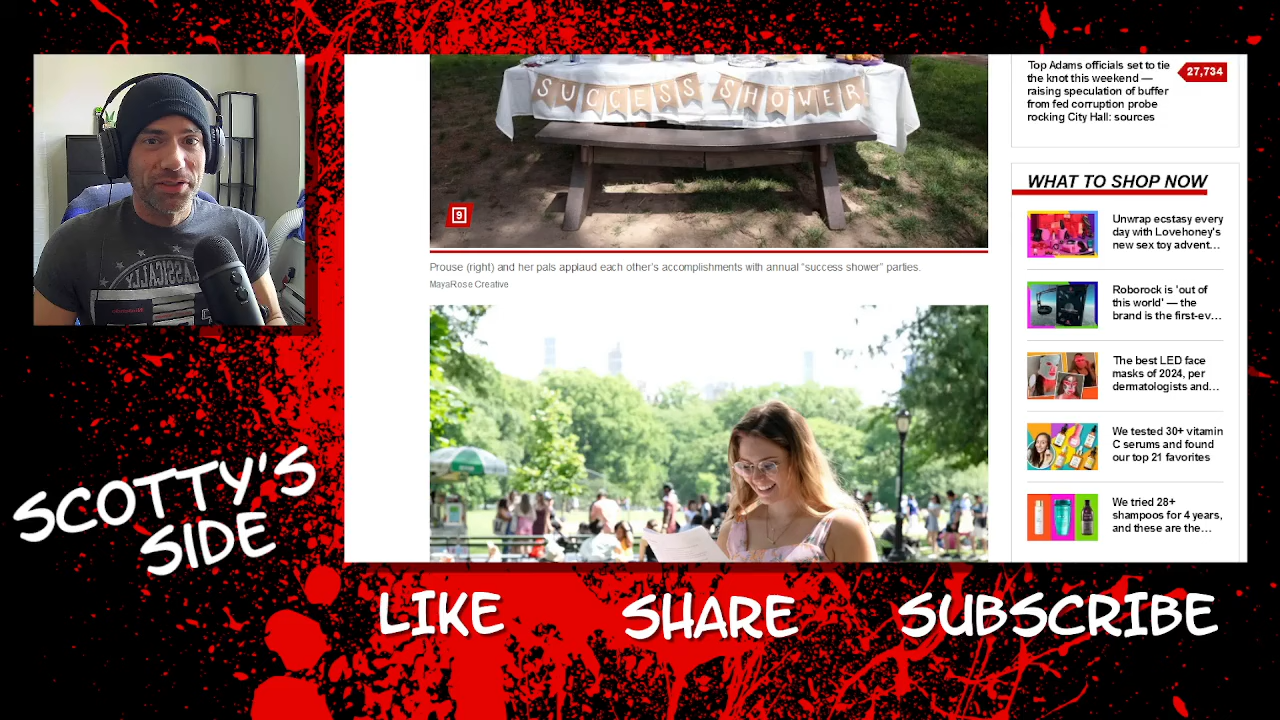 SUCCESS SHOWER
9
Prouse (right) and her pals applaud each other's accomplishments with annual “success shower” parties.
MayaRose Creative
Top Adams officials set to tie
the knot this weekend —
raising speculation of buffer
from fed corruption probe
rocking City Hall: sources
27,734
WHAT TO SHOP NOW
Unwrap ecstasy every
day with Lovehoney's
new sex toy advent...
Roborock is 'out of
this world' — the
brand is the first-ev...
The best LED face
masks of 2024, per
dermatologists and...
We tested 30+ vitamin
C serums and found
our top 21 favorites
We tried 28+
shampoos for 4 years,
and these are the...
SCOTTY'S
SIDE
LIKE
SHARE
SUBSCRIBE